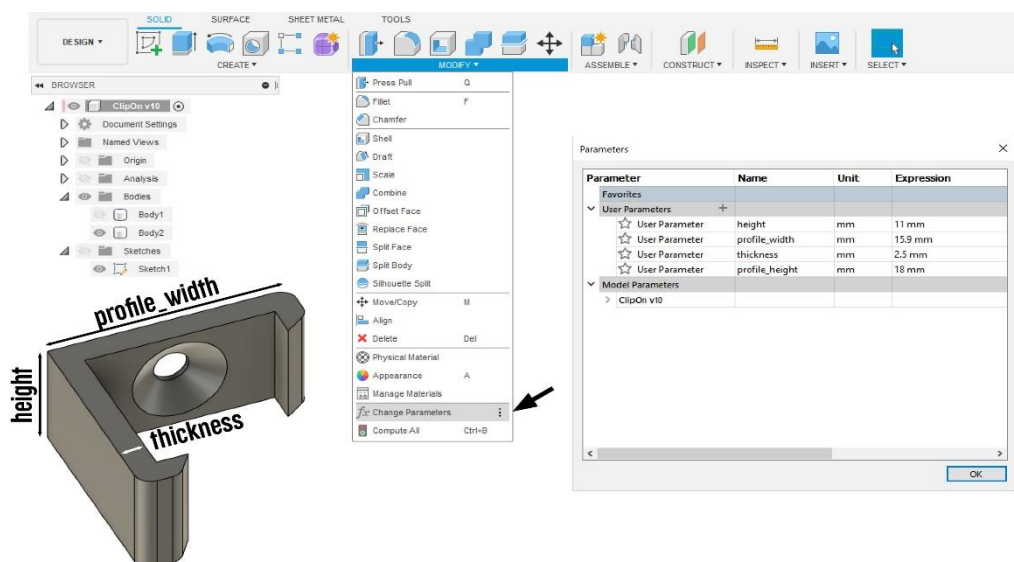 SOLID SURFACE SHEET METAL TOOLS
DESIGN ▾
CREATE ▾ MODIFY ▾ ASSEMBLE ▾ CONSTRUCT ▾ INSPECT ▾ INSERT ▾ SELECT ▾
BROWSER
ClipOn v10
Document Settings
Named Views
Origin
Analysis
Bodies
Body1
Body2
Sketches
Sketch1
profile_width
height
thickness
Press Pull Q
Fillet F
Chamfer
Shell
Draft
Scale
Combine
Offset Face
Replace Face
Split Face
Split Body
Silhouette Split
Move/Copy M
Align
Delete Del
Physical Material
Appearance A
Manage Materials
fx Change Parameters
Compute All Ctrl+B
Parameters
Parameter Name Unit Expression
Favorites
User Parameters +
User Parameter height mm 11 mm
User Parameter profile_width mm 15.9 mm
User Parameter thickness mm 2.5 mm
User Parameter profile_height mm 18 mm
Model Parameters
ClipOn v10
OK